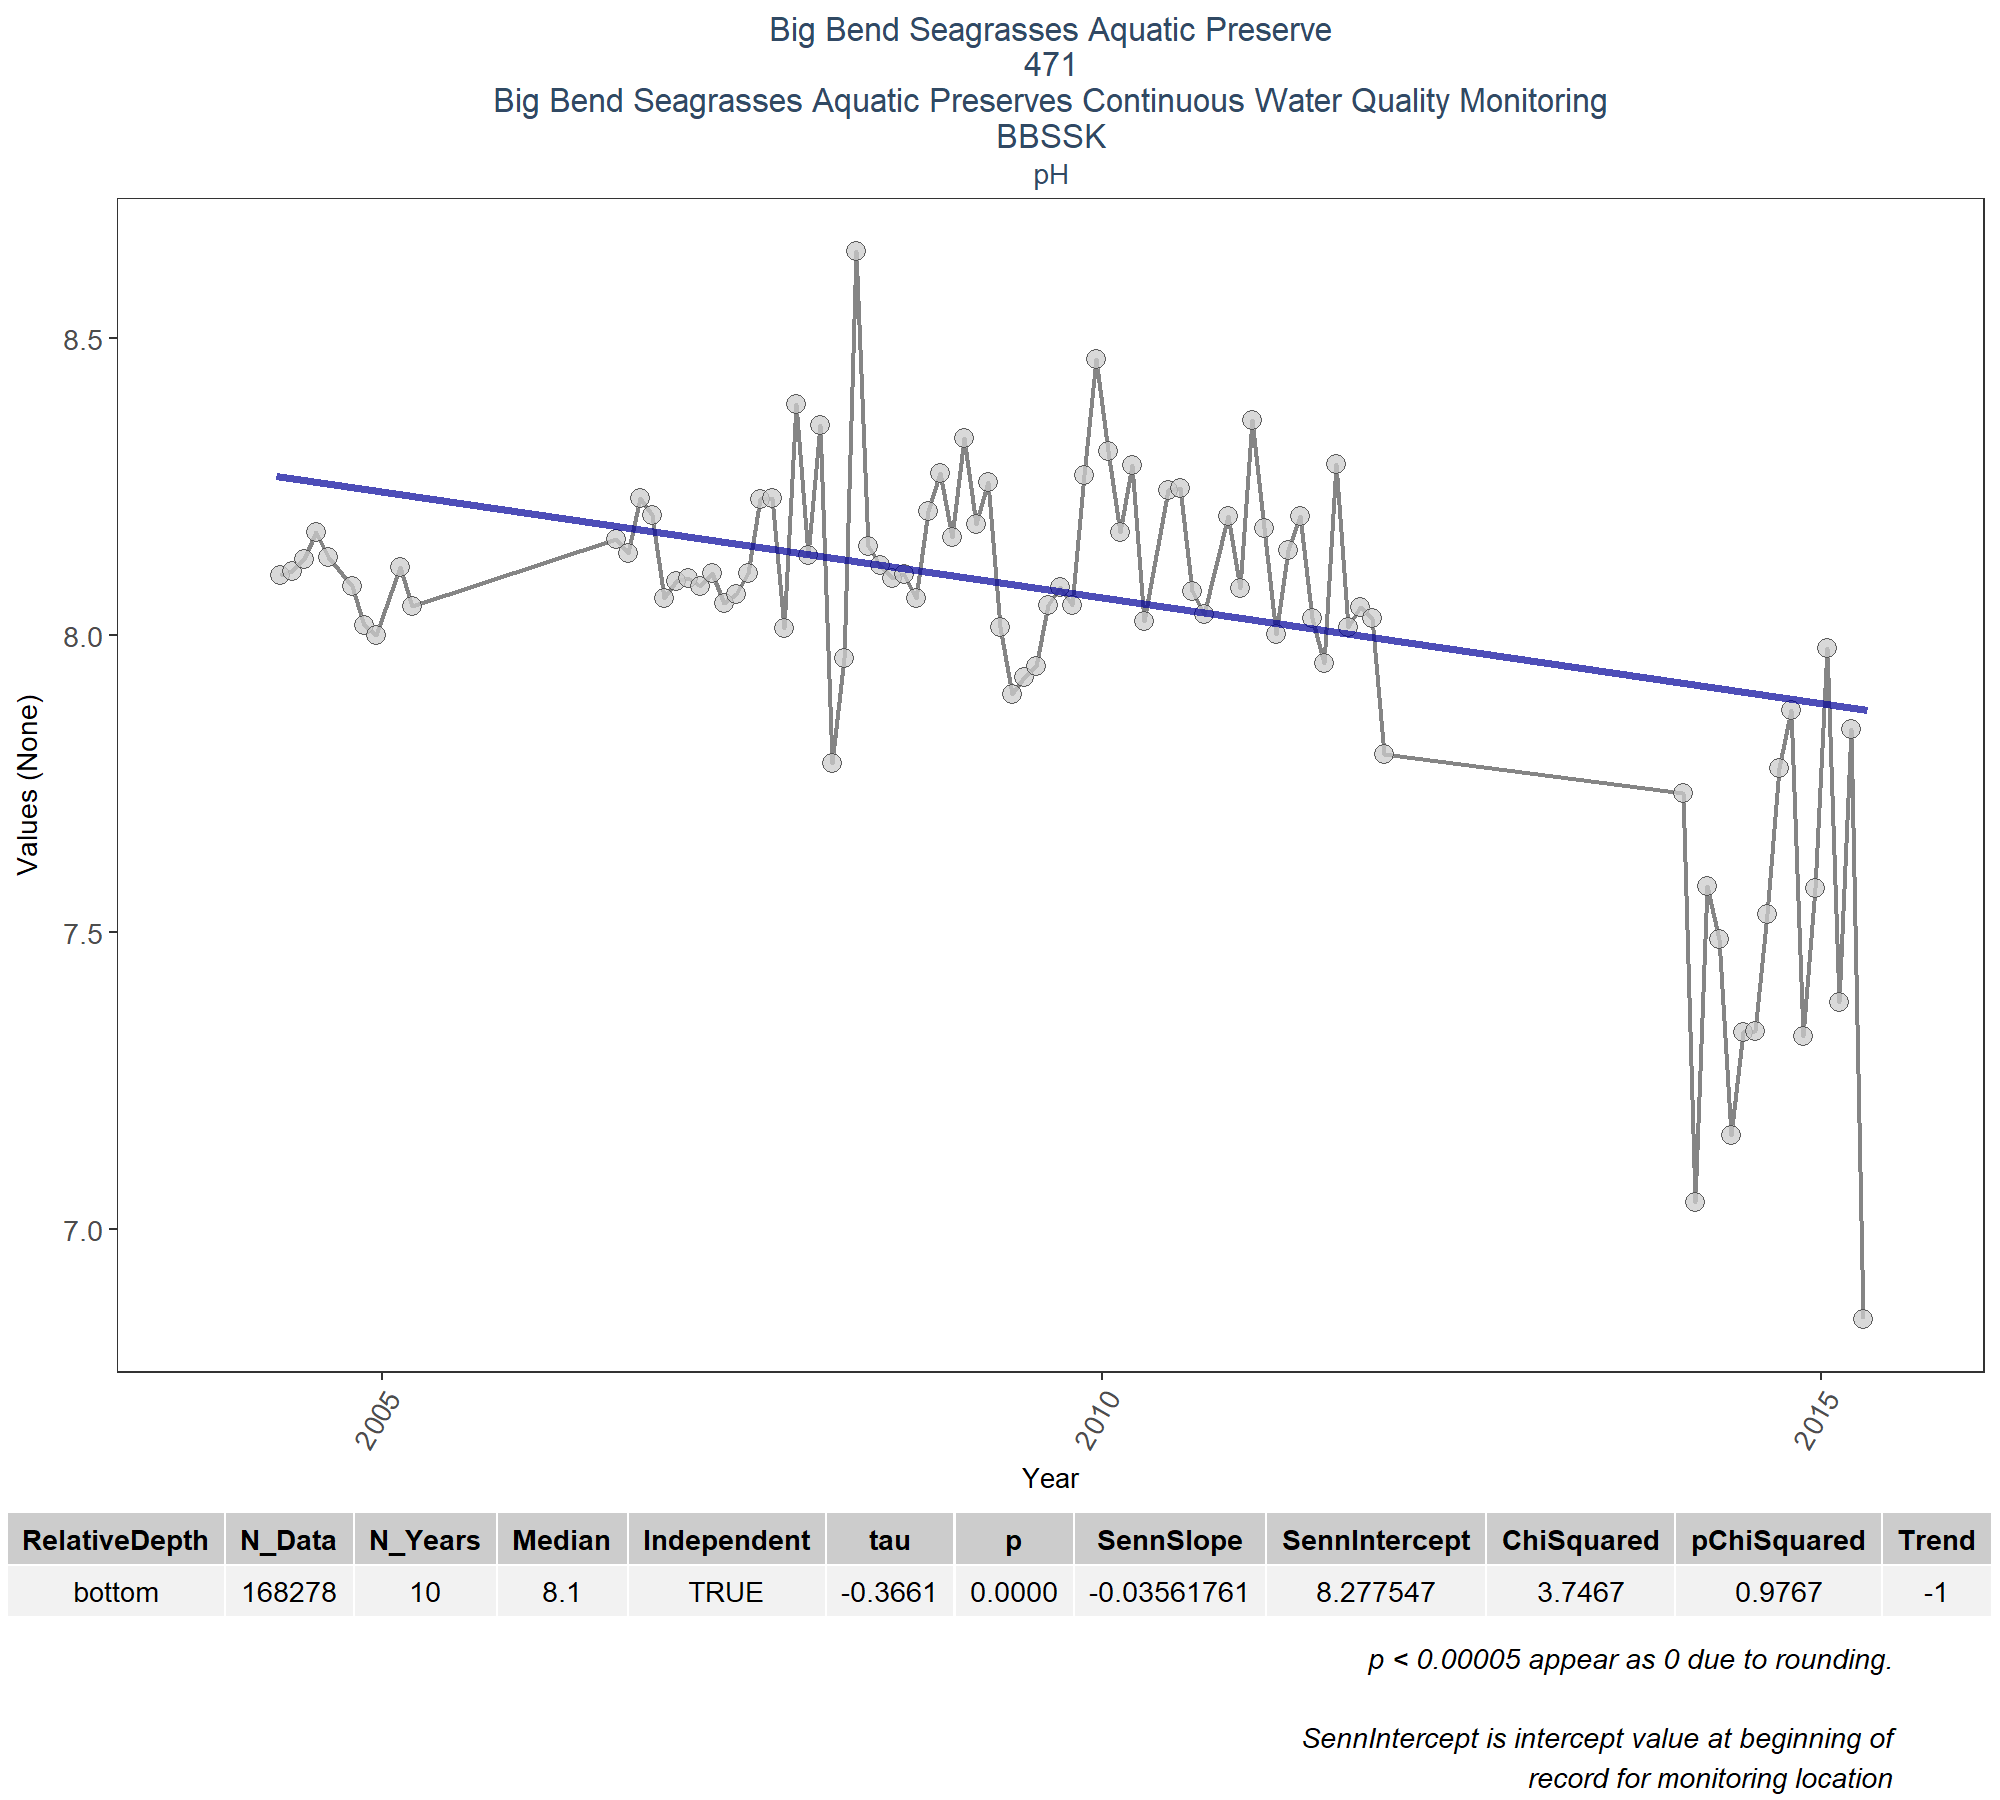 Big Bend Seagrasses Aquatic Preserve
471
Big Bend Seagrasses Aquatic Preserves Continuous Water Quality Monitoring
BBSSK
pH
8.5
8.0
7.5
7.0
Values (None)
2005 2010 2015
Year
RelativeDepth N_Data N_Years Median Independent tau p SennSlope SennIntercept ChiSquared pChiSquared Trend
bottom 168278 10 8.1 TRUE -0.3661 0.0000 -0.03561761 8.277547 3.7467 0.9767 -1
p < 0.00005 appear as 0 due to rounding.
SennIntercept is intercept value at beginning of
record for monitoring location